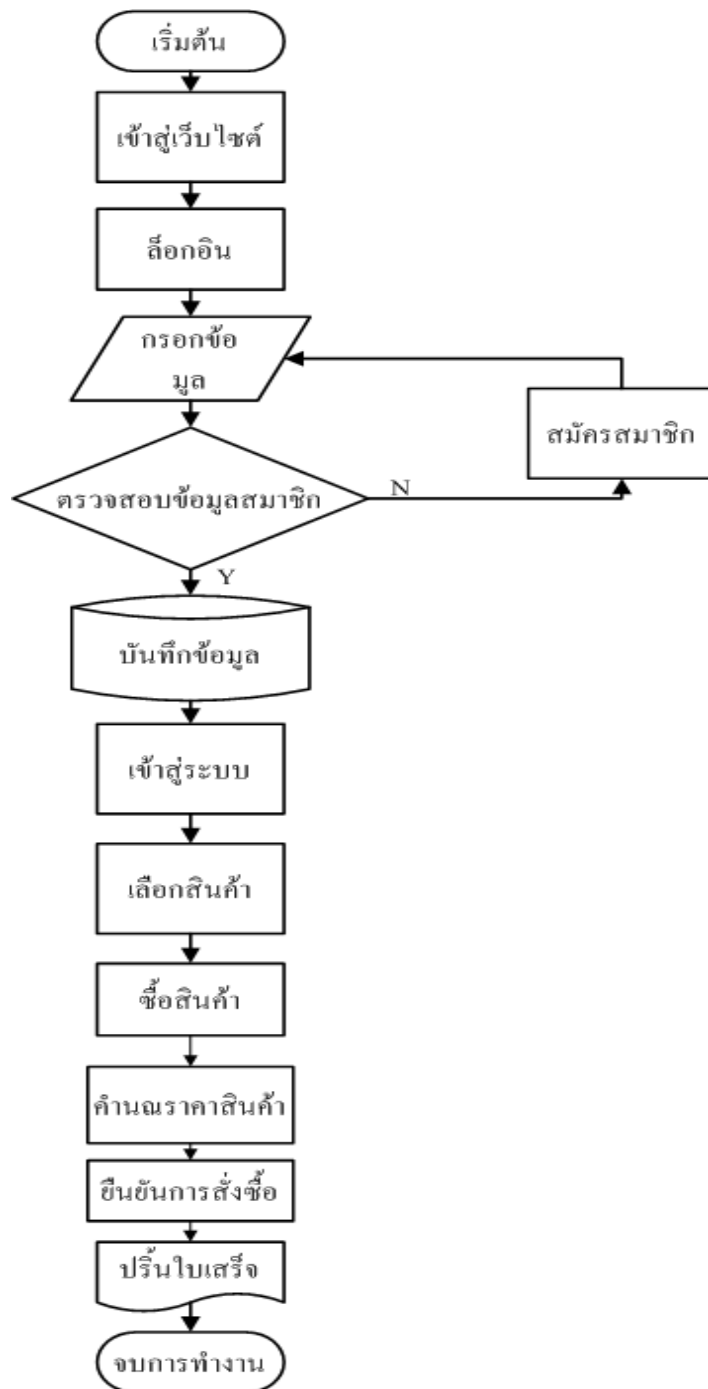 เริ่มต้น
เข้าสู่เว็บไซต์
ล็อกอิน
กรอกข้อ
มูล
สมัครสมาชิก
ตรวจสอบข้อมูลสมาชิก
N
Y
บันทึกข้อมูล
เข้าสู่ระบบ
เลือกสินค้า
ซื้อสินค้า
คำนณราคาสินค้า
ยืนยันการสั่งซื้อ
ปริ้นใบเสร็จ
จบการทำงาน